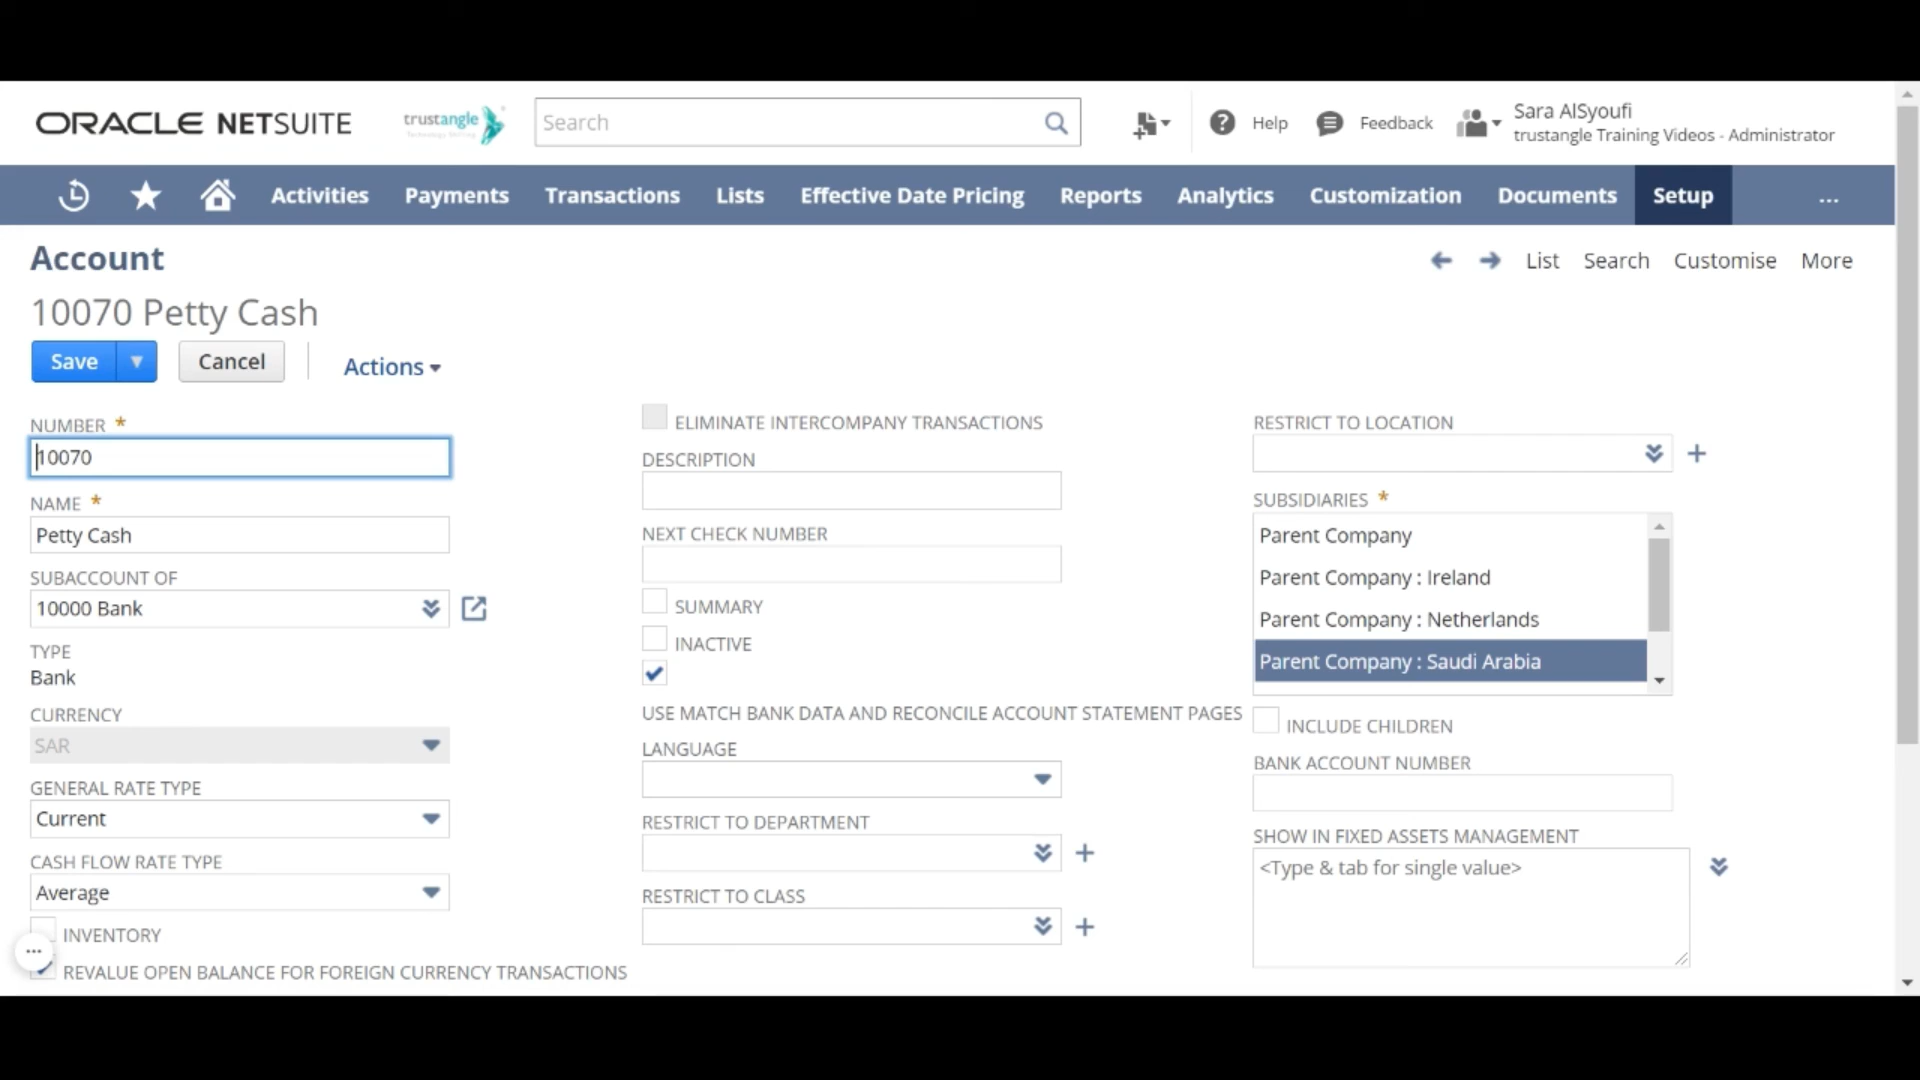 ORACLE NETSUITE
trustangle
Search
Help
Feedback
Sara AlSyoufi
trustangle Training Videos - Administrator
Activities
Payments
Transactions
Lists
Effective Date Pricing
Reports
Analytics
Customization
Documents
Setup
...
Account
List
Search
Customise
More
10070 Petty Cash
Save
Cancel
Actions
NUMBER *
10070
NAME *
Petty Cash
SUBACCOUNT OF
10000 Bank
TYPE
Bank
CURRENCY
SAR
GENERAL RATE TYPE
Current
CASH FLOW RATE TYPE
Average
INVENTORY
REVALUE OPEN BALANCE FOR FOREIGN CURRENCY TRANSACTIONS
ELIMINATE INTERCOMPANY TRANSACTIONS
DESCRIPTION
NEXT CHECK NUMBER
SUMMARY
INACTIVE
USE MATCH BANK DATA AND RECONCILE ACCOUNT STATEMENT PAGES
LANGUAGE
RESTRICT TO DEPARTMENT
RESTRICT TO CLASS
RESTRICT TO LOCATION
SUBSIDIARIES *
Parent Company
Parent Company : Ireland
Parent Company : Netherlands
Parent Company : Saudi Arabia
INCLUDE CHILDREN
BANK ACCOUNT NUMBER
SHOW IN FIXED ASSETS MANAGEMENT
<Type & tab for single value>